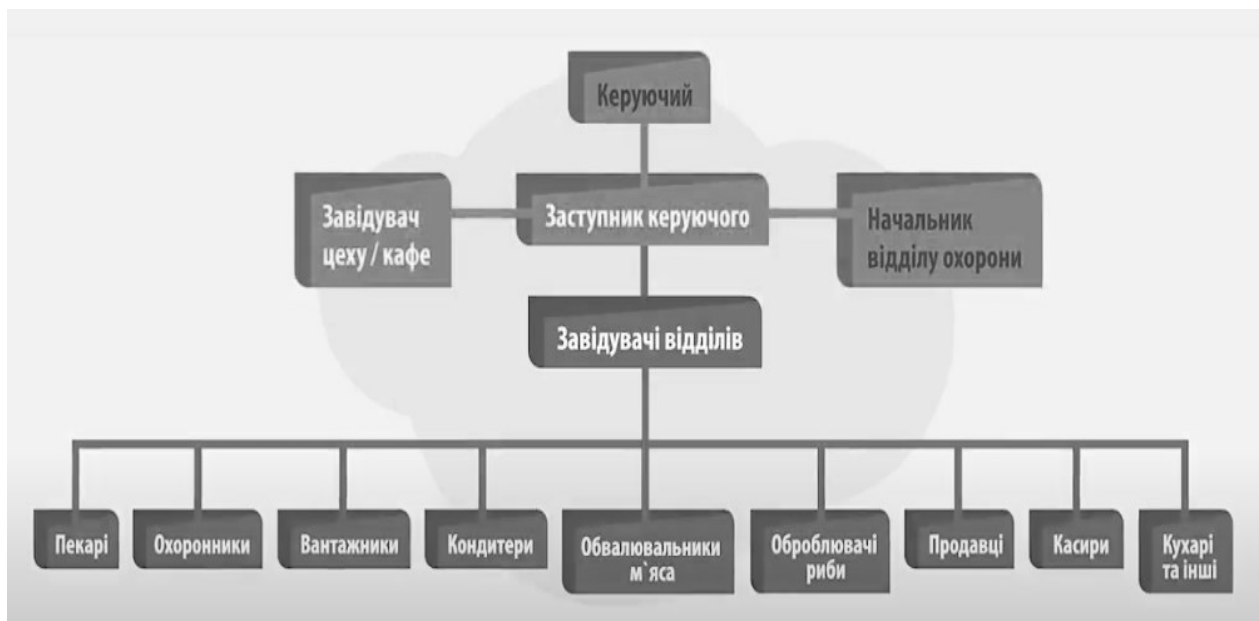 Керуючий
Завідувач
цеху / кафе
Заступник керуючого
Начальник
відділу охорони
Завідувачі відділів
Пекарі
Охоронники
Вантажники
Кондитери
Обвалювальники
м`яса
Оброблювачі
риби
Продавці
Касири
Кухарі
та інші